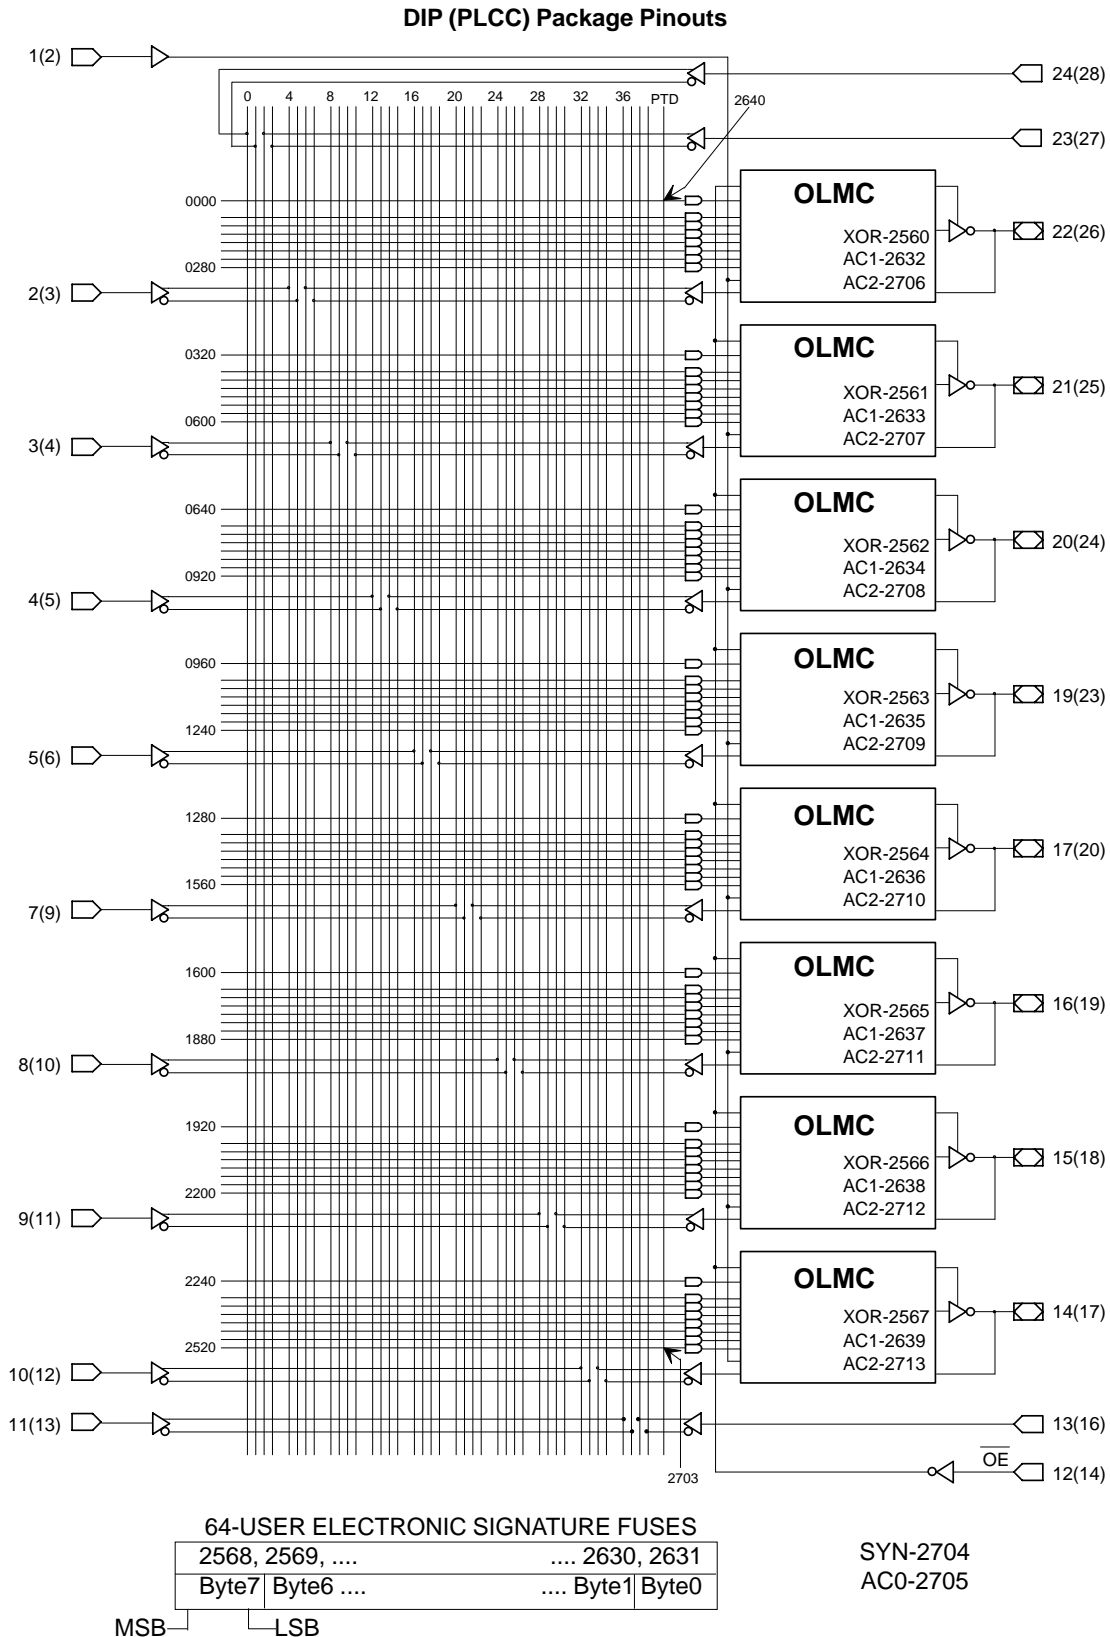 DIP (PLCC) Package Pinouts
1(2)
24(28)
0 4 8 12 16 20 24 28 32 36 PTD
2640
23(27)
0000
OLMC
XOR-2560
AC1-2632
AC2-2706
22(26)
0280
2(3)
0320
OLMC
XOR-2561
AC1-2633
AC2-2707
21(25)
0600
3(4)
0640
OLMC
XOR-2562
AC1-2634
AC2-2708
20(24)
0920
4(5)
0960
OLMC
XOR-2563
AC1-2635
AC2-2709
19(23)
1240
5(6)
1280
OLMC
XOR-2564
AC1-2636
AC2-2710
17(20)
1560
7(9)
1600
OLMC
XOR-2565
AC1-2637
AC2-2711
16(19)
1880
8(10)
1920
OLMC
XOR-2566
AC1-2638
AC2-2712
15(18)
2200
9(11)
2240
OLMC
XOR-2567
AC1-2639
AC2-2713
14(17)
2520
10(12)
11(13)
13(16)
2703
OE
12(14)
64-USER ELECTRONIC SIGNATURE FUSES
2568, 2569, .... .... 2630, 2631
Byte7 Byte6 .... .... Byte1 Byte0
MSB LSB
SYN-2704
AC0-2705